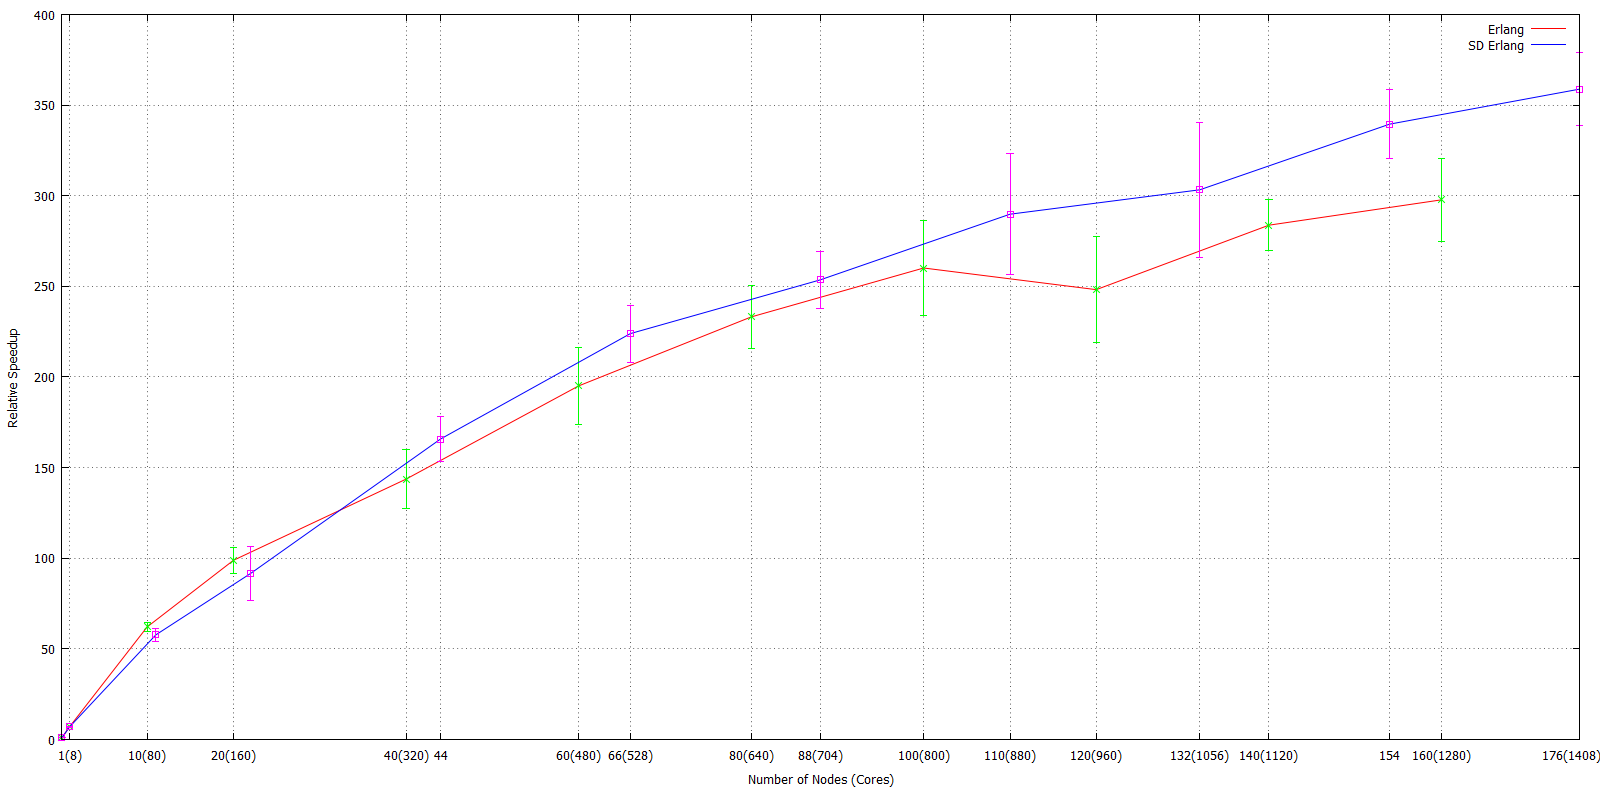 400
350
300
250
200
150
100
50
0
Relative Speedup
Erlang
SD Erlang
1(8) 10(80) 20(160) 40(320) 44 60(480) 66(528) 80(640) 88(704) 100(800) 110(880) 120(960) 132(1056) 140(1120) 154 160(1280) 176(1408)
Number of Nodes (Cores)